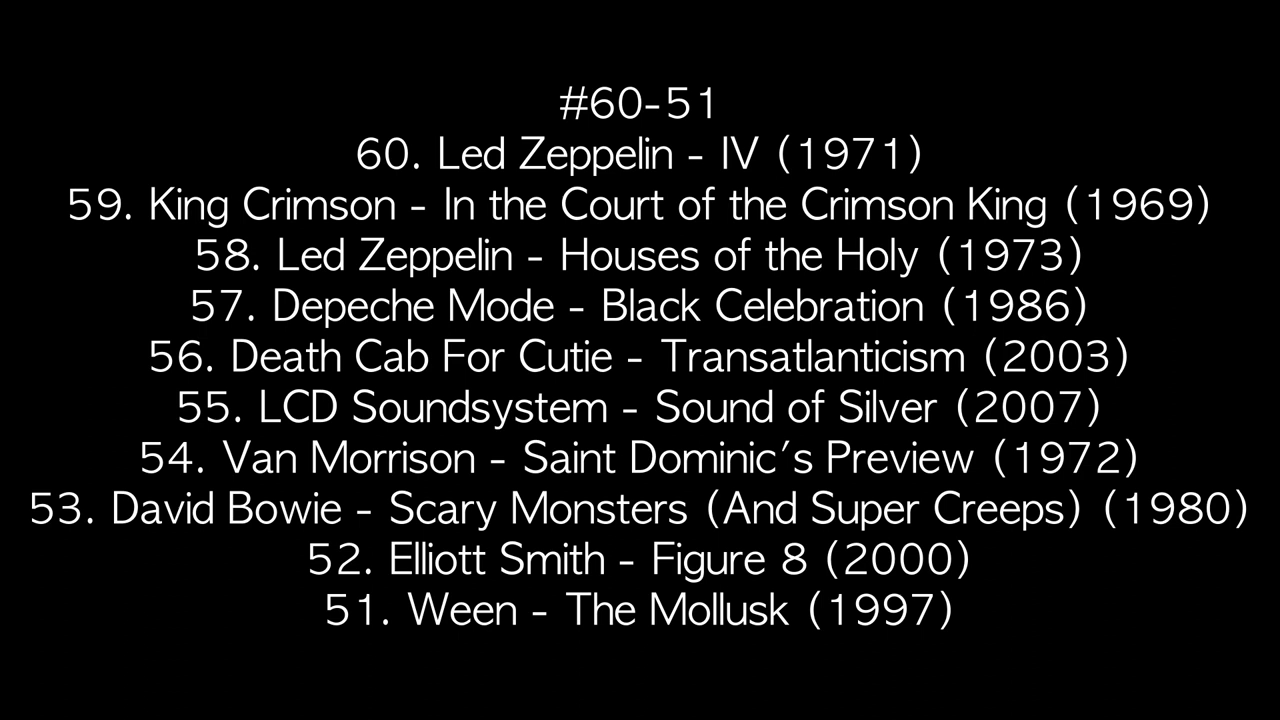 #60-51
60. Led Zeppelin - IV (1971)
59. King Crimson - In the Court of the Crimson King (1969)
58. Led Zeppelin - Houses of the Holy (1973)
57. Depeche Mode - Black Celebration (1986)
56. Death Cab For Cutie - Transatlanticism (2003)
55. LCD Soundsystem - Sound of Silver (2007)
54. Van Morrison - Saint Dominic's Preview (1972)
53. David Bowie - Scary Monsters (And Super Creeps) (1980)
52. Elliott Smith - Figure 8 (2000)
51. Ween - The Mollusk (1997)